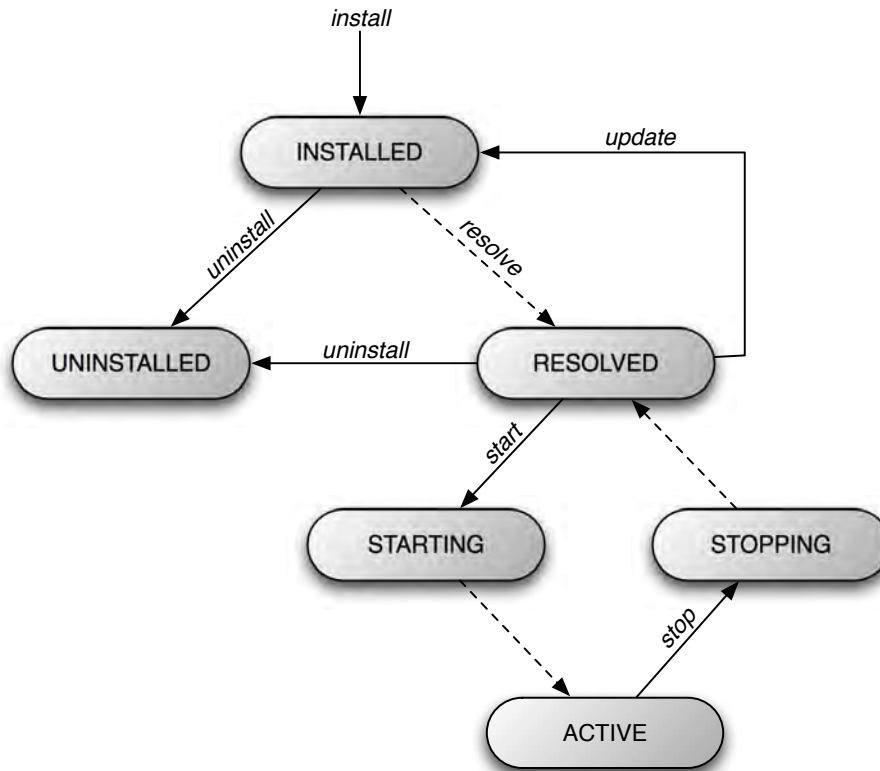 install
INSTALLED
update
uninstall
resolve
UNINSTALLED
uninstall
RESOLVED
start
STARTING
STOPPING
stop
ACTIVE